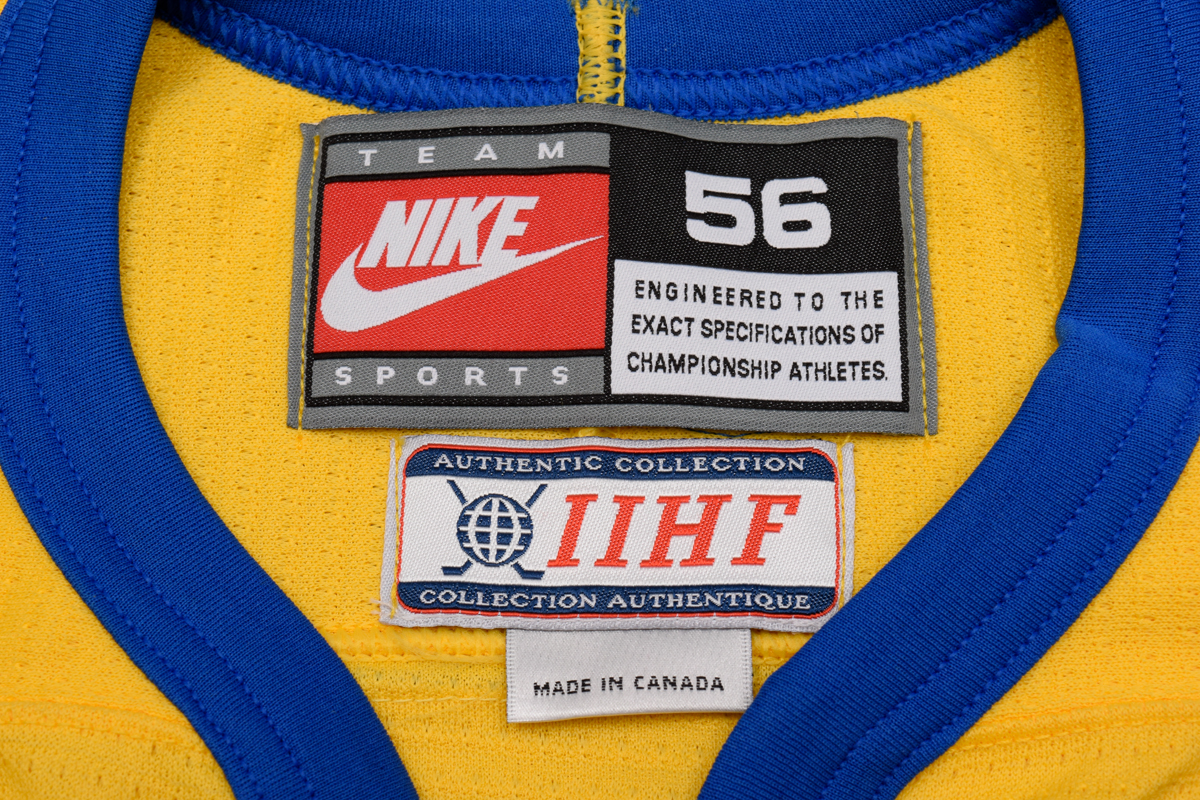 TEAM
NIKE
SPORTS
56
ENGINEERED TO THE
EXACT SPECIFICATIONS OF
CHAMPIONSHIP ATHLETES.
AUTHENTIC COLLECTION
IIHF
COLLECTION AUTHENTIQUE
MADE IN CANADA